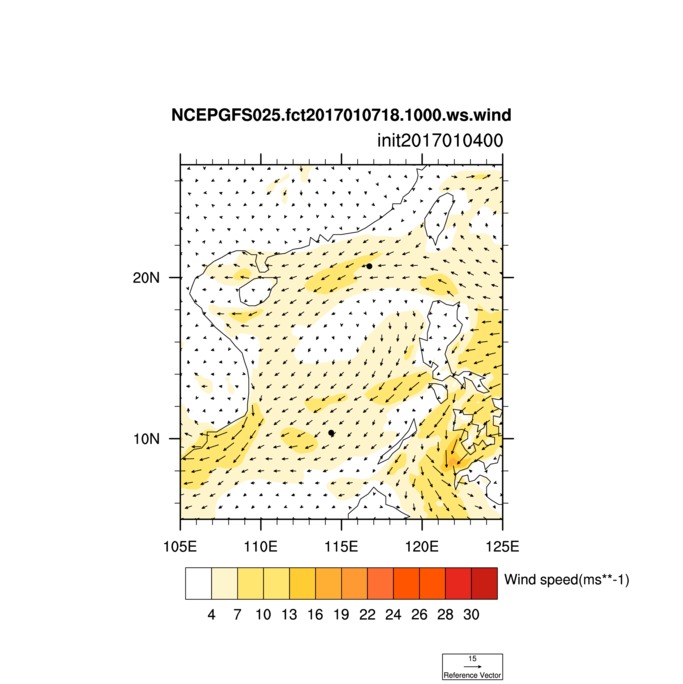 NCEPGFS025.fct2017010718.1000.ws.wind
init2017010400
20N
10N
105E 110E 115E 120E 125E
Wind speed(ms**-1)
4 7 10 13 16 19 22 24 26 28 30
15
Reference Vector